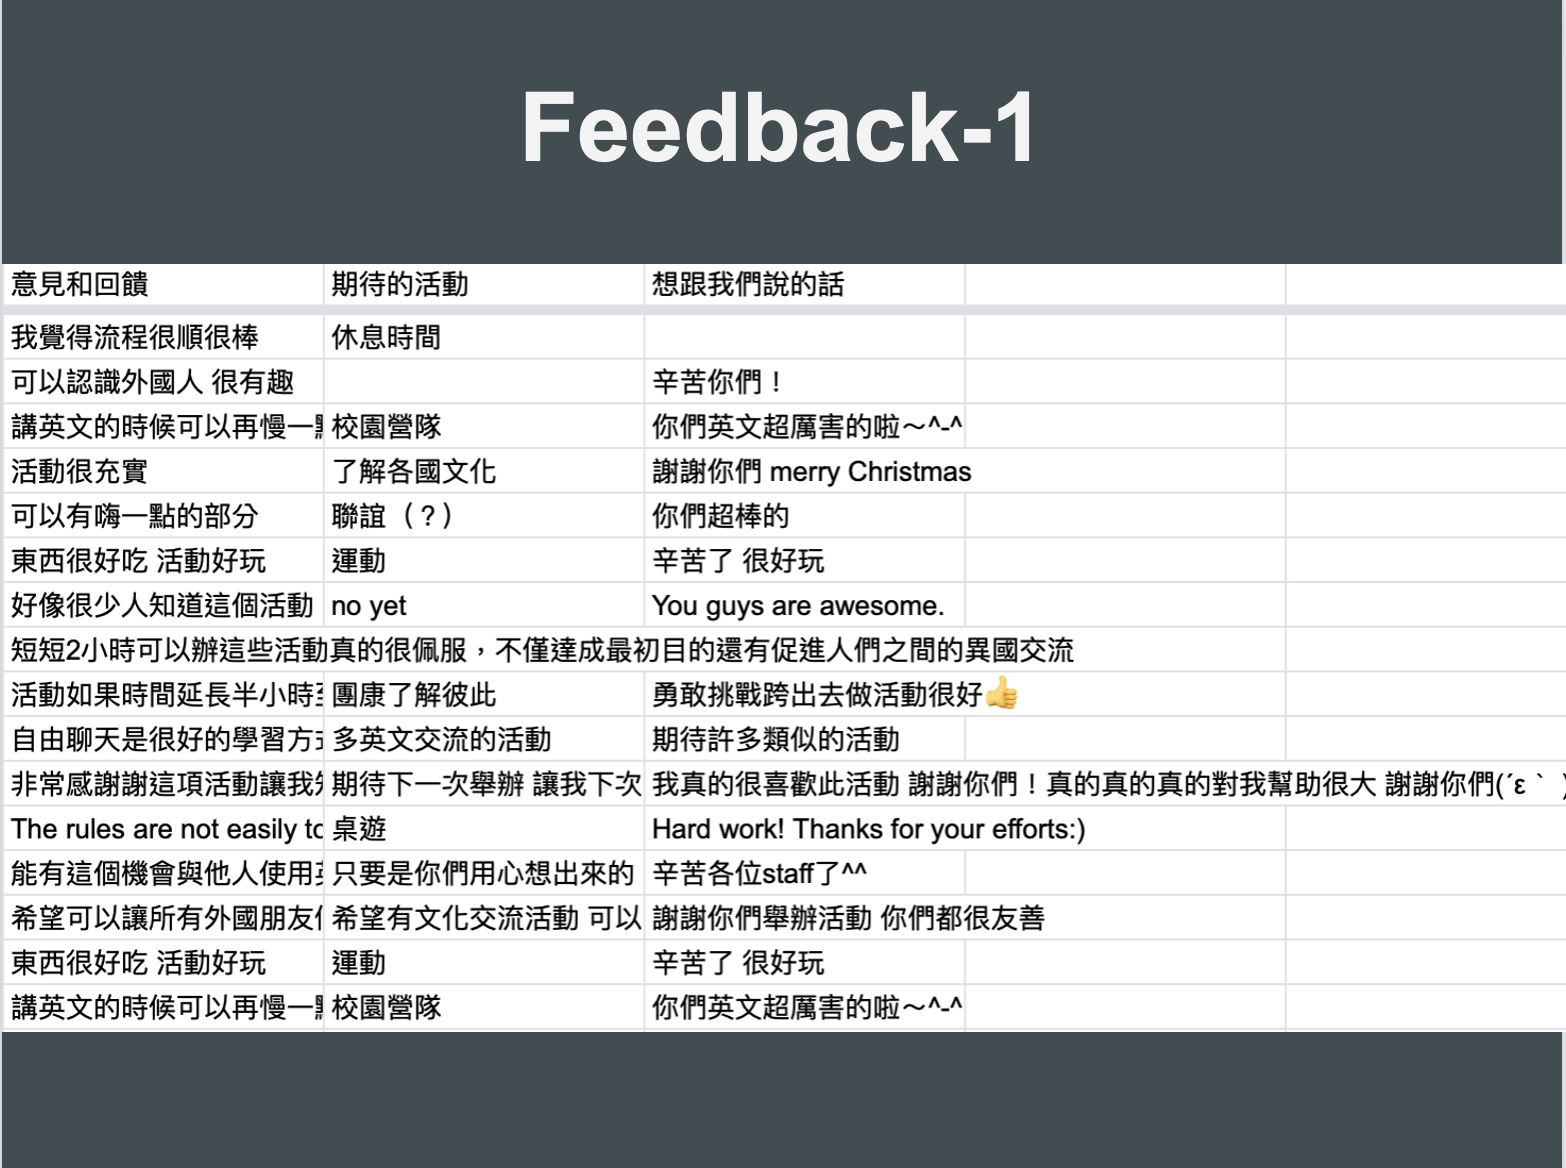 Feedback-1
意見和回饋 期待的活動 想跟我們說的話
我覺得流程很順很棒 休息時間
可以認識外國人 很有趣 辛苦你們！
講英文的時候可以再慢一 校園營隊 你們英文超厲害的啦～^-^
活動很充實 了解各國文化 謝謝你們 merry Christmas
可以有嗨一點的部分 聯誼（？） 你們超棒的
東西很好吃 活動好玩 運動 辛苦了 很好玩
好像很少人知道這個活動 no yet You guys are awesome.
短短2小時可以辦這些活動真的很佩服，不僅達成最初目的還有促進人們之間的異國交流
活動如果時間延長半小時 團康了解彼此 勇敢挑戰跨出去做活動很好👍
自由聊天是很好的學習方 多英文交流的活動 期待許多類似的活動
非常感謝謝這項活動讓我 期待下一次舉辦 讓我下次 我真的很喜歡此活動 謝謝你們！真的真的真的對我幫助很大 謝謝你們(´ε｀ )
The rules are not easily to 桌遊 Hard work! Thanks for your efforts:)
能有這個機會與他人使用 只要是你們用心想出來的 辛苦各位staff了^^
希望可以讓所有外國朋友 希望有文化交流活動 可以 謝謝你們舉辦活動 你們都很友善
東西很好吃 活動好玩 運動 辛苦了 很好玩
講英文的時候可以再慢一 校園營隊 你們英文超厲害的啦～^-^